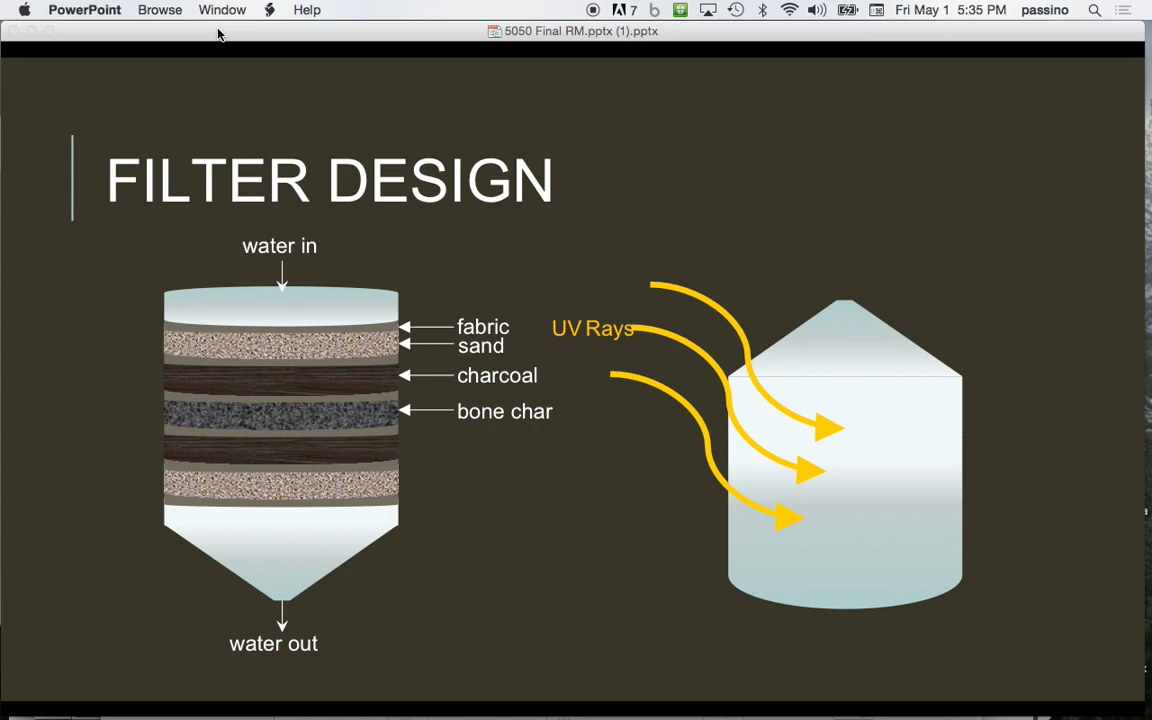 PowerPoint Browse Window Help 7 Fri May 1 5:35 PM passino
5050 Final RM.pptx (1).pptx
FILTER DESIGN
water in
fabric
sand
charcoal
bone char
water out
UV Rays